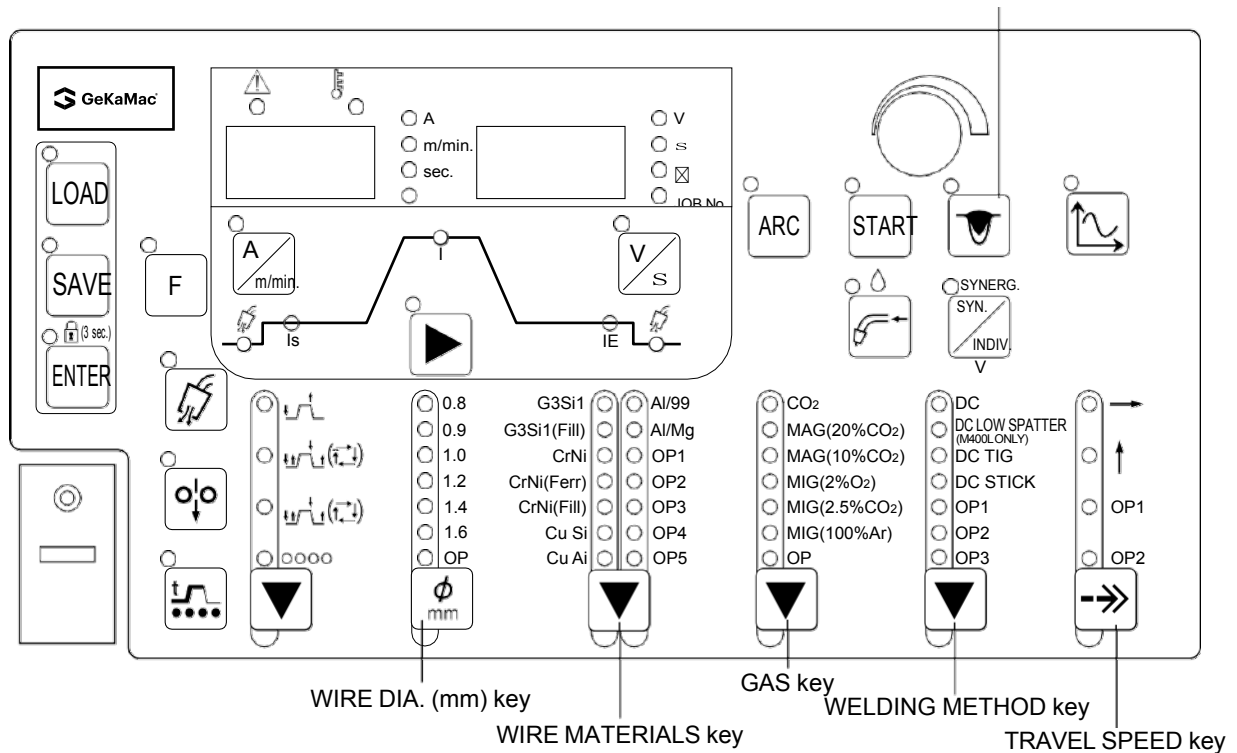 GeKaMac
LOAD
SAVE
(3 sec.)
ENTER
F
A
m/min.
sec.
V
s
JOB No
A
m/min.
V
S
I
Is
IE
ARC
START
SYNERG.
SYN.
INDIV.
V
t
0.8
0.9
1.0
1.2
1.4
1.6
OP
ϕ
mm
G3Si1
G3Si1(Fill)
CrNi
CrNi(Ferr)
CrNi(Fill)
Cu Si
Cu Ai
Al/99
Al/Mg
OP1
OP2
OP3
OP4
OP5
CO2
MAG(20%CO2)
MAG(10%CO2)
MIG(2%O2)
MIG(2.5%CO2)
MIG(100%Ar)
OP
DC
DC LOW SPATTER
(M400LONLY)
DC TIG
DC STICK
OP1
OP2
OP3
OP1
OP2
WIRE DIA. (mm) key
WIRE MATERIALS key
GAS key
WELDING METHOD key
TRAVEL SPEED key